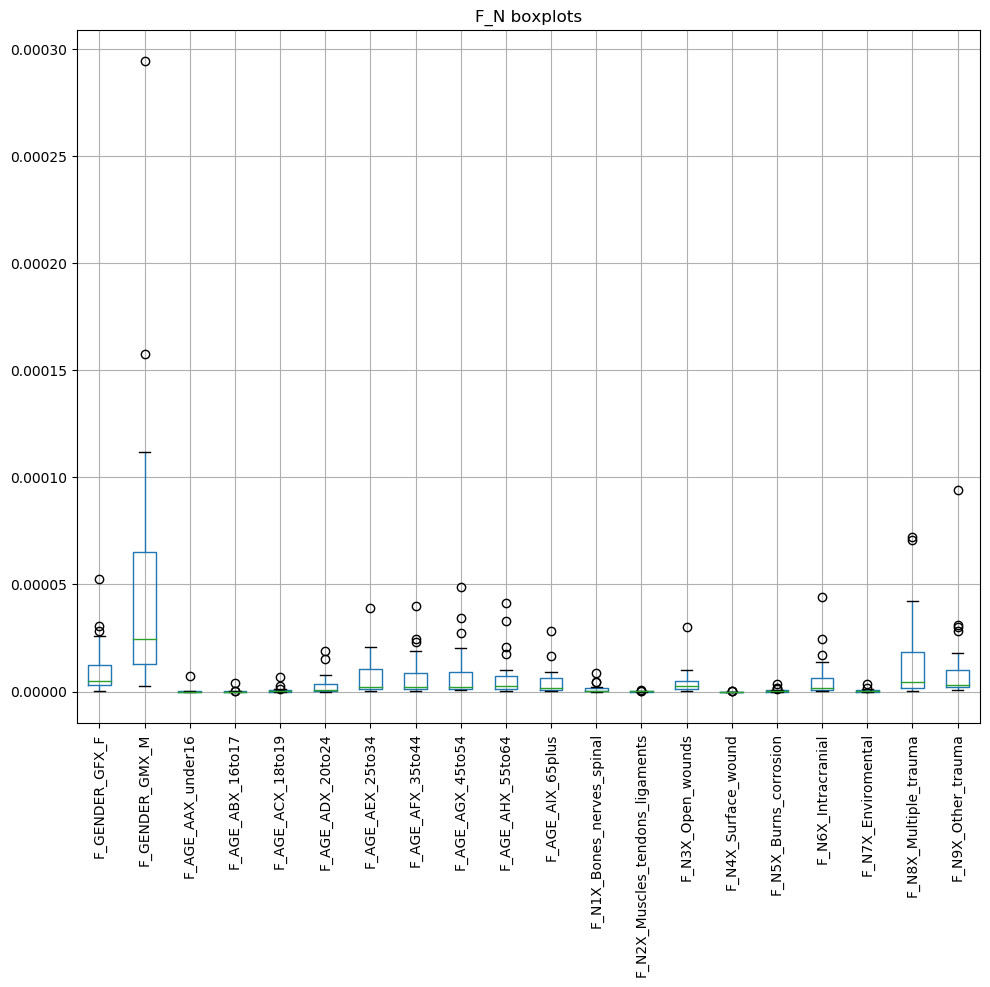 F_N boxplots
0.00030
0.00025
0.00020
0.00015
0.00010
0.00005
0.00000
F_GENDER_GFX_F
F_GENDER_GMX_M
F_AGE_AAX_under16
F_AGE_ABX_16to17
F_AGE_ACX_18to19
F_AGE_ADX_20to24
F_AGE_AEX_25to34
F_AGE_AFX_35to44
F_AGE_AGX_45to54
F_AGE_AHX_55to64
F_AGE_AIX_65plus
F_N1X_Bones_nerves_spinal
F_N2X_Muscles_tendons_ligaments
F_N3X_Open_wounds
F_N4X_Surface_wound
F_N5X_Burns_corrosion
F_N6X_Intracranial
F_N7X_Enviromental
F_N8X_Multiple_trauma
F_N9X_Other_trauma